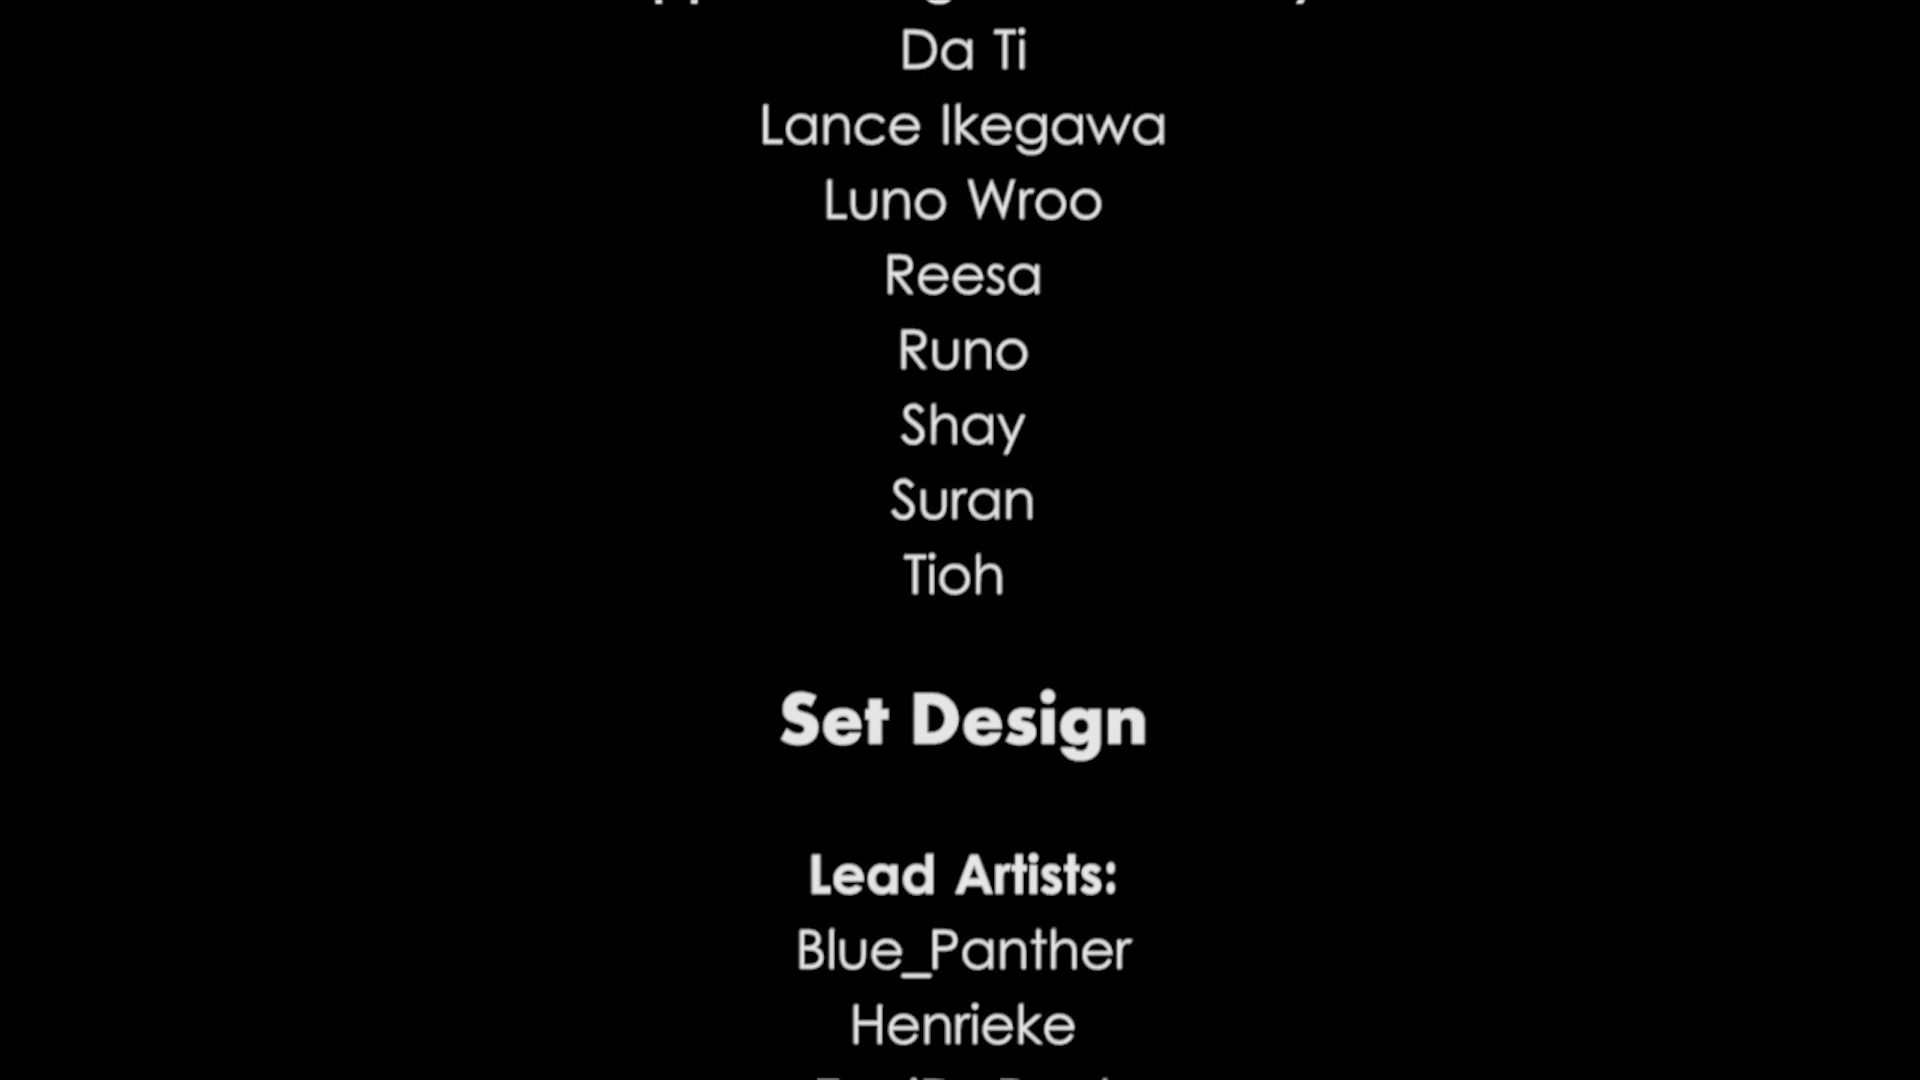 Da Ti
Lance Ikegawa
Luno Wroo
Reesa
Runo
Shay
Suran
Tioh
Set Design
Lead Artists:
Blue_Panther
Henrieke